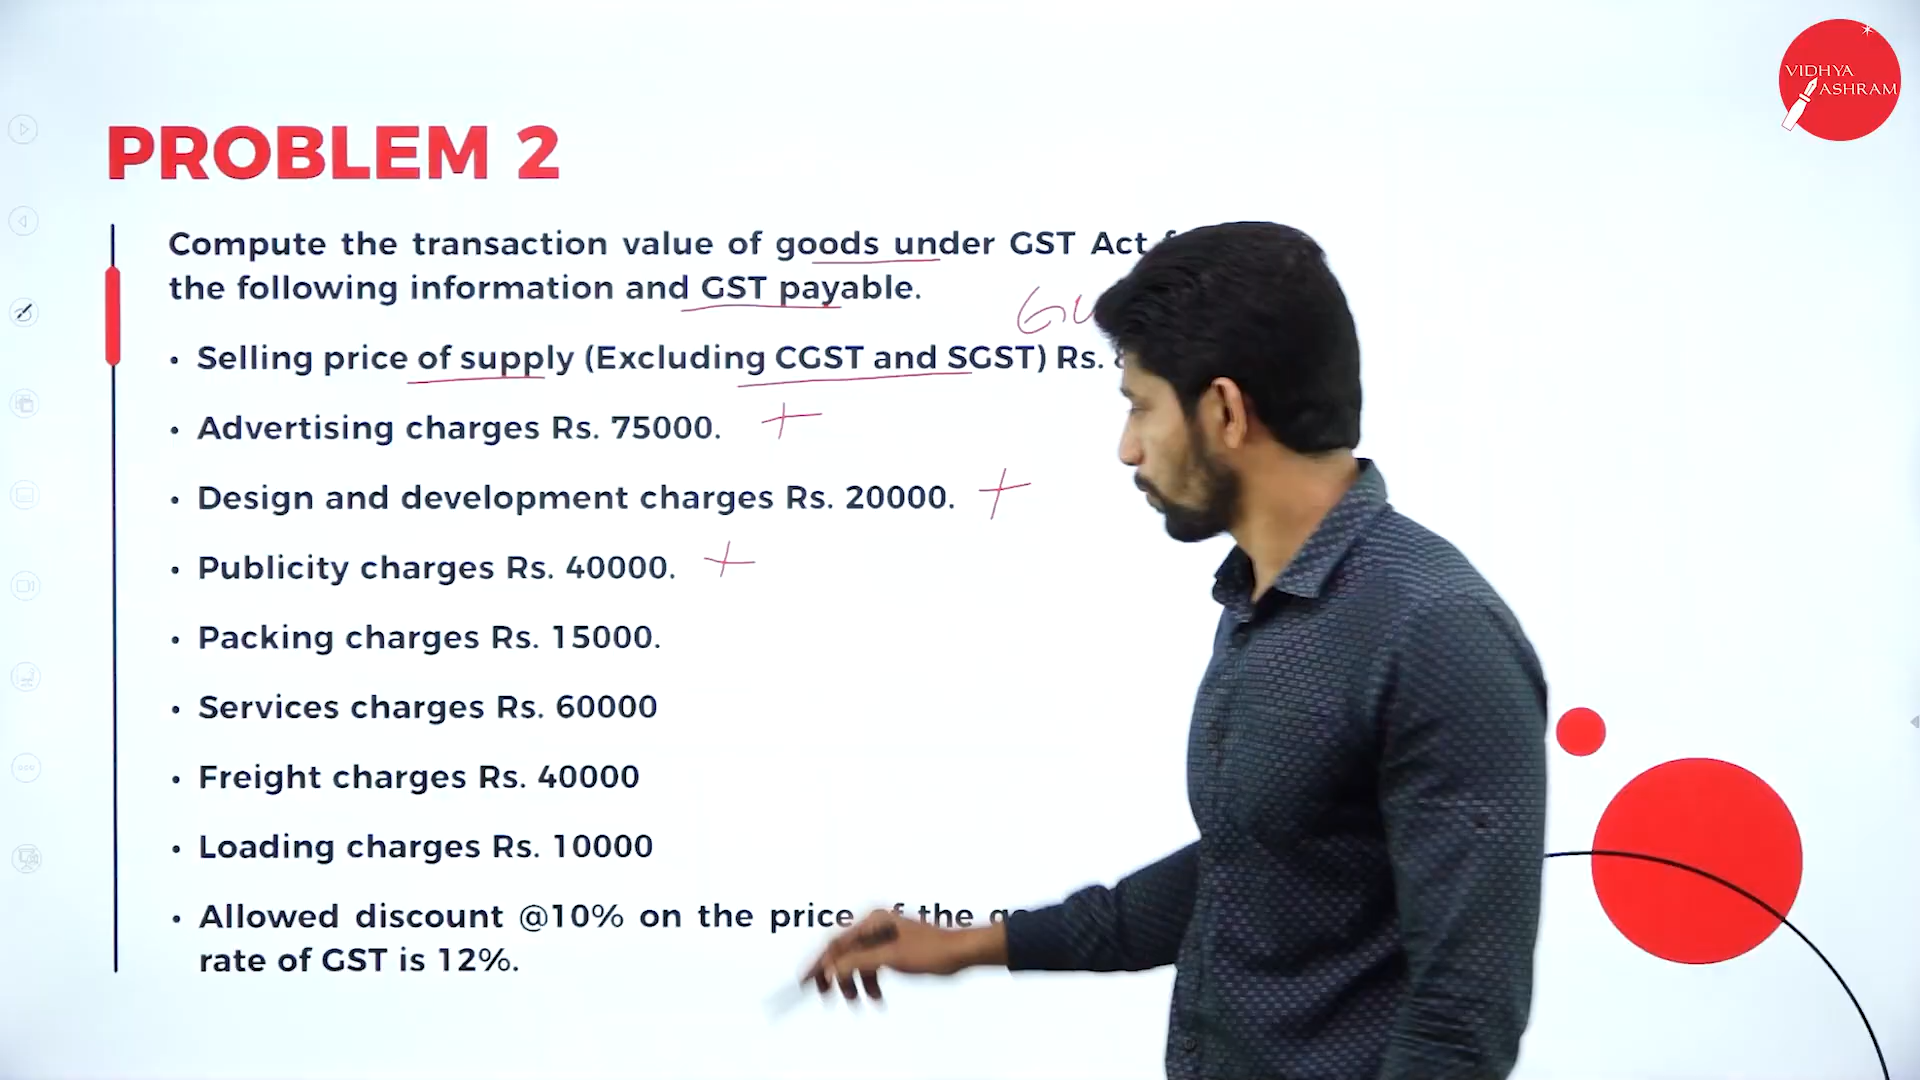 VIDHYA
ASHRAM
PROBLEM 2
Compute the transaction value of goods under GST Act
the following information and GST payable.
• Selling price of supply (Excluding CGST and SGST) Rs.
• Advertising charges Rs. 75000. +
• Design and development charges Rs. 20000. +
• Publicity charges Rs. 40000. +
• Packing charges Rs. 15000.
• Services charges Rs. 60000
• Freight charges Rs. 40000
• Loading charges Rs. 10000
• Allowed discount @10% on the price of the
rate of GST is 12%.